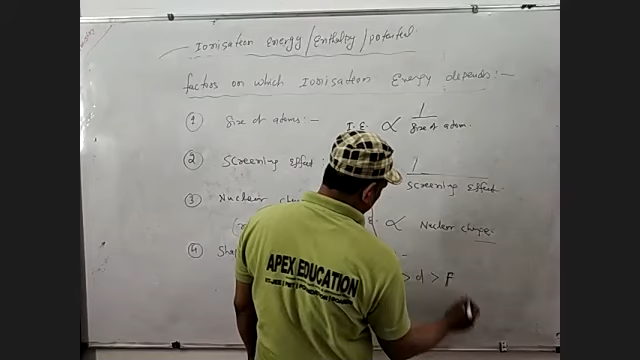 Ionisation Energy/Enthalpy/potential
factors on which Ionisation Energy depends:-
① Size of atoms:- I.E. ∝ 1/Size of atom.
② Screening effect 1/Screening effect.
③ Nuclear ∝ Nuclear charge.
④
> d > f
APEX EDUCATION